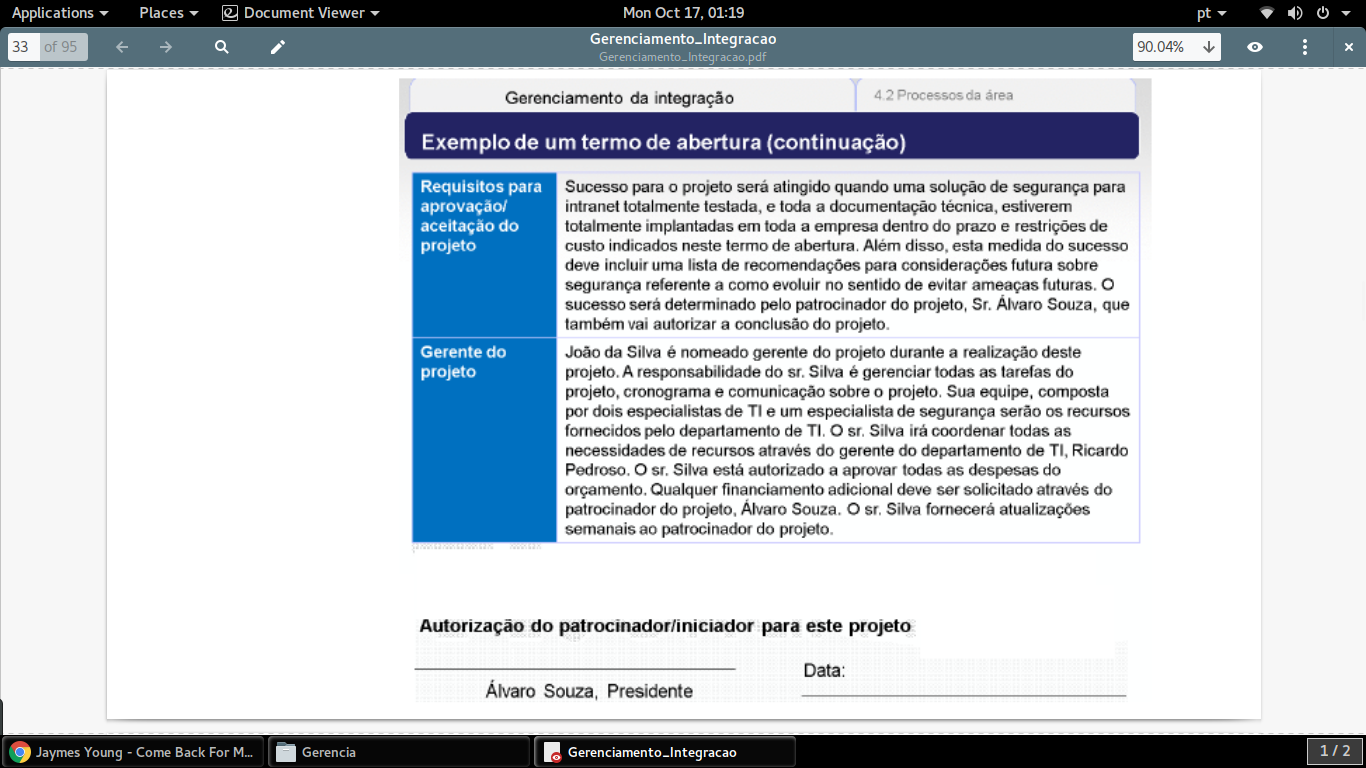 Applications Places Document Viewer Mon Oct 17, 01:19 pt
33 of 95 Gerenciamento_Integracao 90.04%
Gerenciamento_Integracao.pdf
Gerenciamento da integração 4.2 Processos da área
Exemplo de um termo de abertura (continuação)
Requisitos para
aprovação/
aceitação do
projeto
Sucesso para o projeto será atingido quando uma solução de segurança para
intranet totalmente testada, e toda a documentação técnica, estiverem
totalmente implantadas em toda a empresa dentro do prazo e restrições de
custo indicados neste termo de abertura. Além disso, esta medida do sucesso
deve incluir uma lista de recomendações para considerações futura sobre
segurança referente a como evoluir no sentido de evitar ameaças futuras. O
sucesso será determinado pelo patrocinador do projeto, Sr. Álvaro Souza, que
também vai autorizar a conclusão do projeto.
Gerente do
projeto
João da Silva é nomeado gerente do projeto durante a realização deste
projeto. A responsabilidade do sr. Silva é gerenciar todas as tarefas do
projeto, cronograma e comunicação sobre o projeto. Sua equipe, composta
por dois especialistas de TI e um especialista de segurança serão os recursos
fornecidos pelo departamento de TI. O sr. Silva irá coordenar todas as
necessidades de recursos através do gerente do departamento de TI, Ricardo
Pedroso. O sr. Silva está autorizado a aprovar todas as despesas do
orçamento. Qualquer financiamento adicional deve ser solicitado através do
patrocinador do projeto, Álvaro Souza. O sr. Silva fornecerá atualizações
semanais ao patrocinador do projeto.
Autorização do patrocinador/iniciador para este projeto
Data:
Álvaro Souza, Presidente
Jaymes Young - Come Back For M... Gerencia Gerenciamento_Integracao 1 / 2